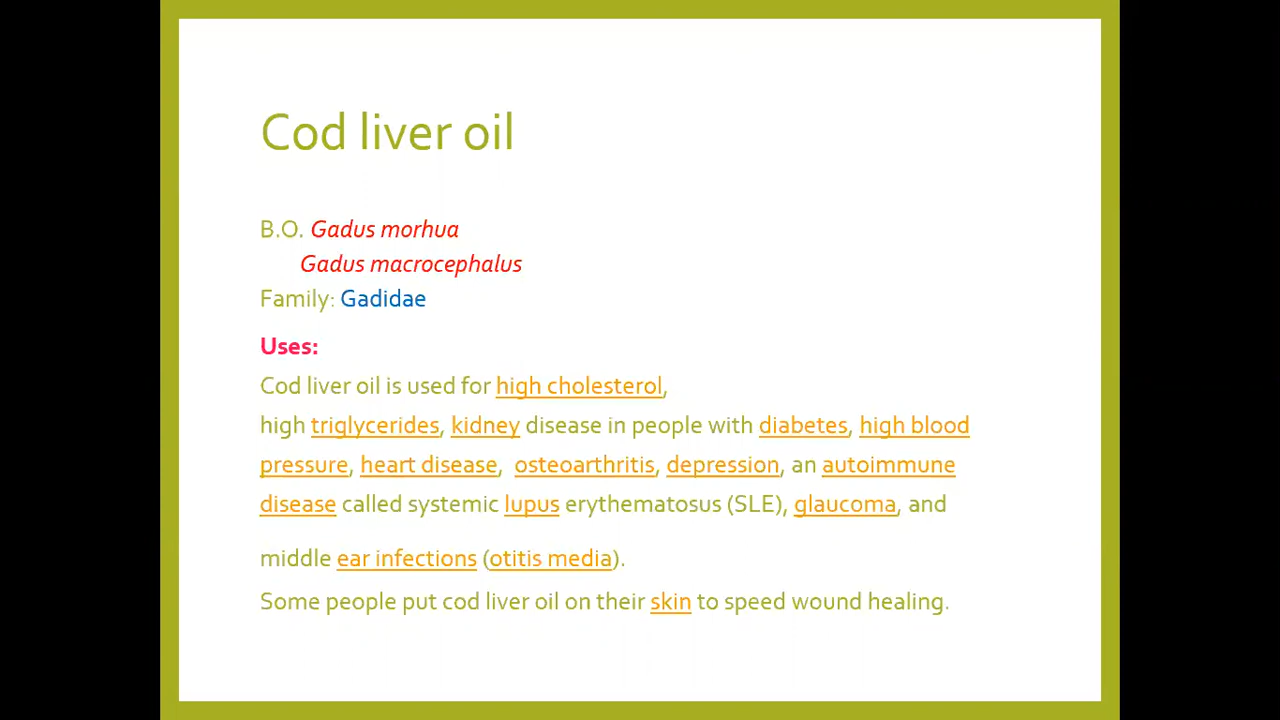 Cod liver oil
B.O. Gadus morhua
Gadus macrocephalus
Family: Gadidae
Uses:
Cod liver oil is used for high cholesterol,
high triglycerides, kidney disease in people with diabetes, high blood
pressure, heart disease, osteoarthritis, depression, an autoimmune
disease called systemic lupus erythematosus (SLE), glaucoma, and
middle ear infections (otitis media).
Some people put cod liver oil on their skin to speed wound healing.